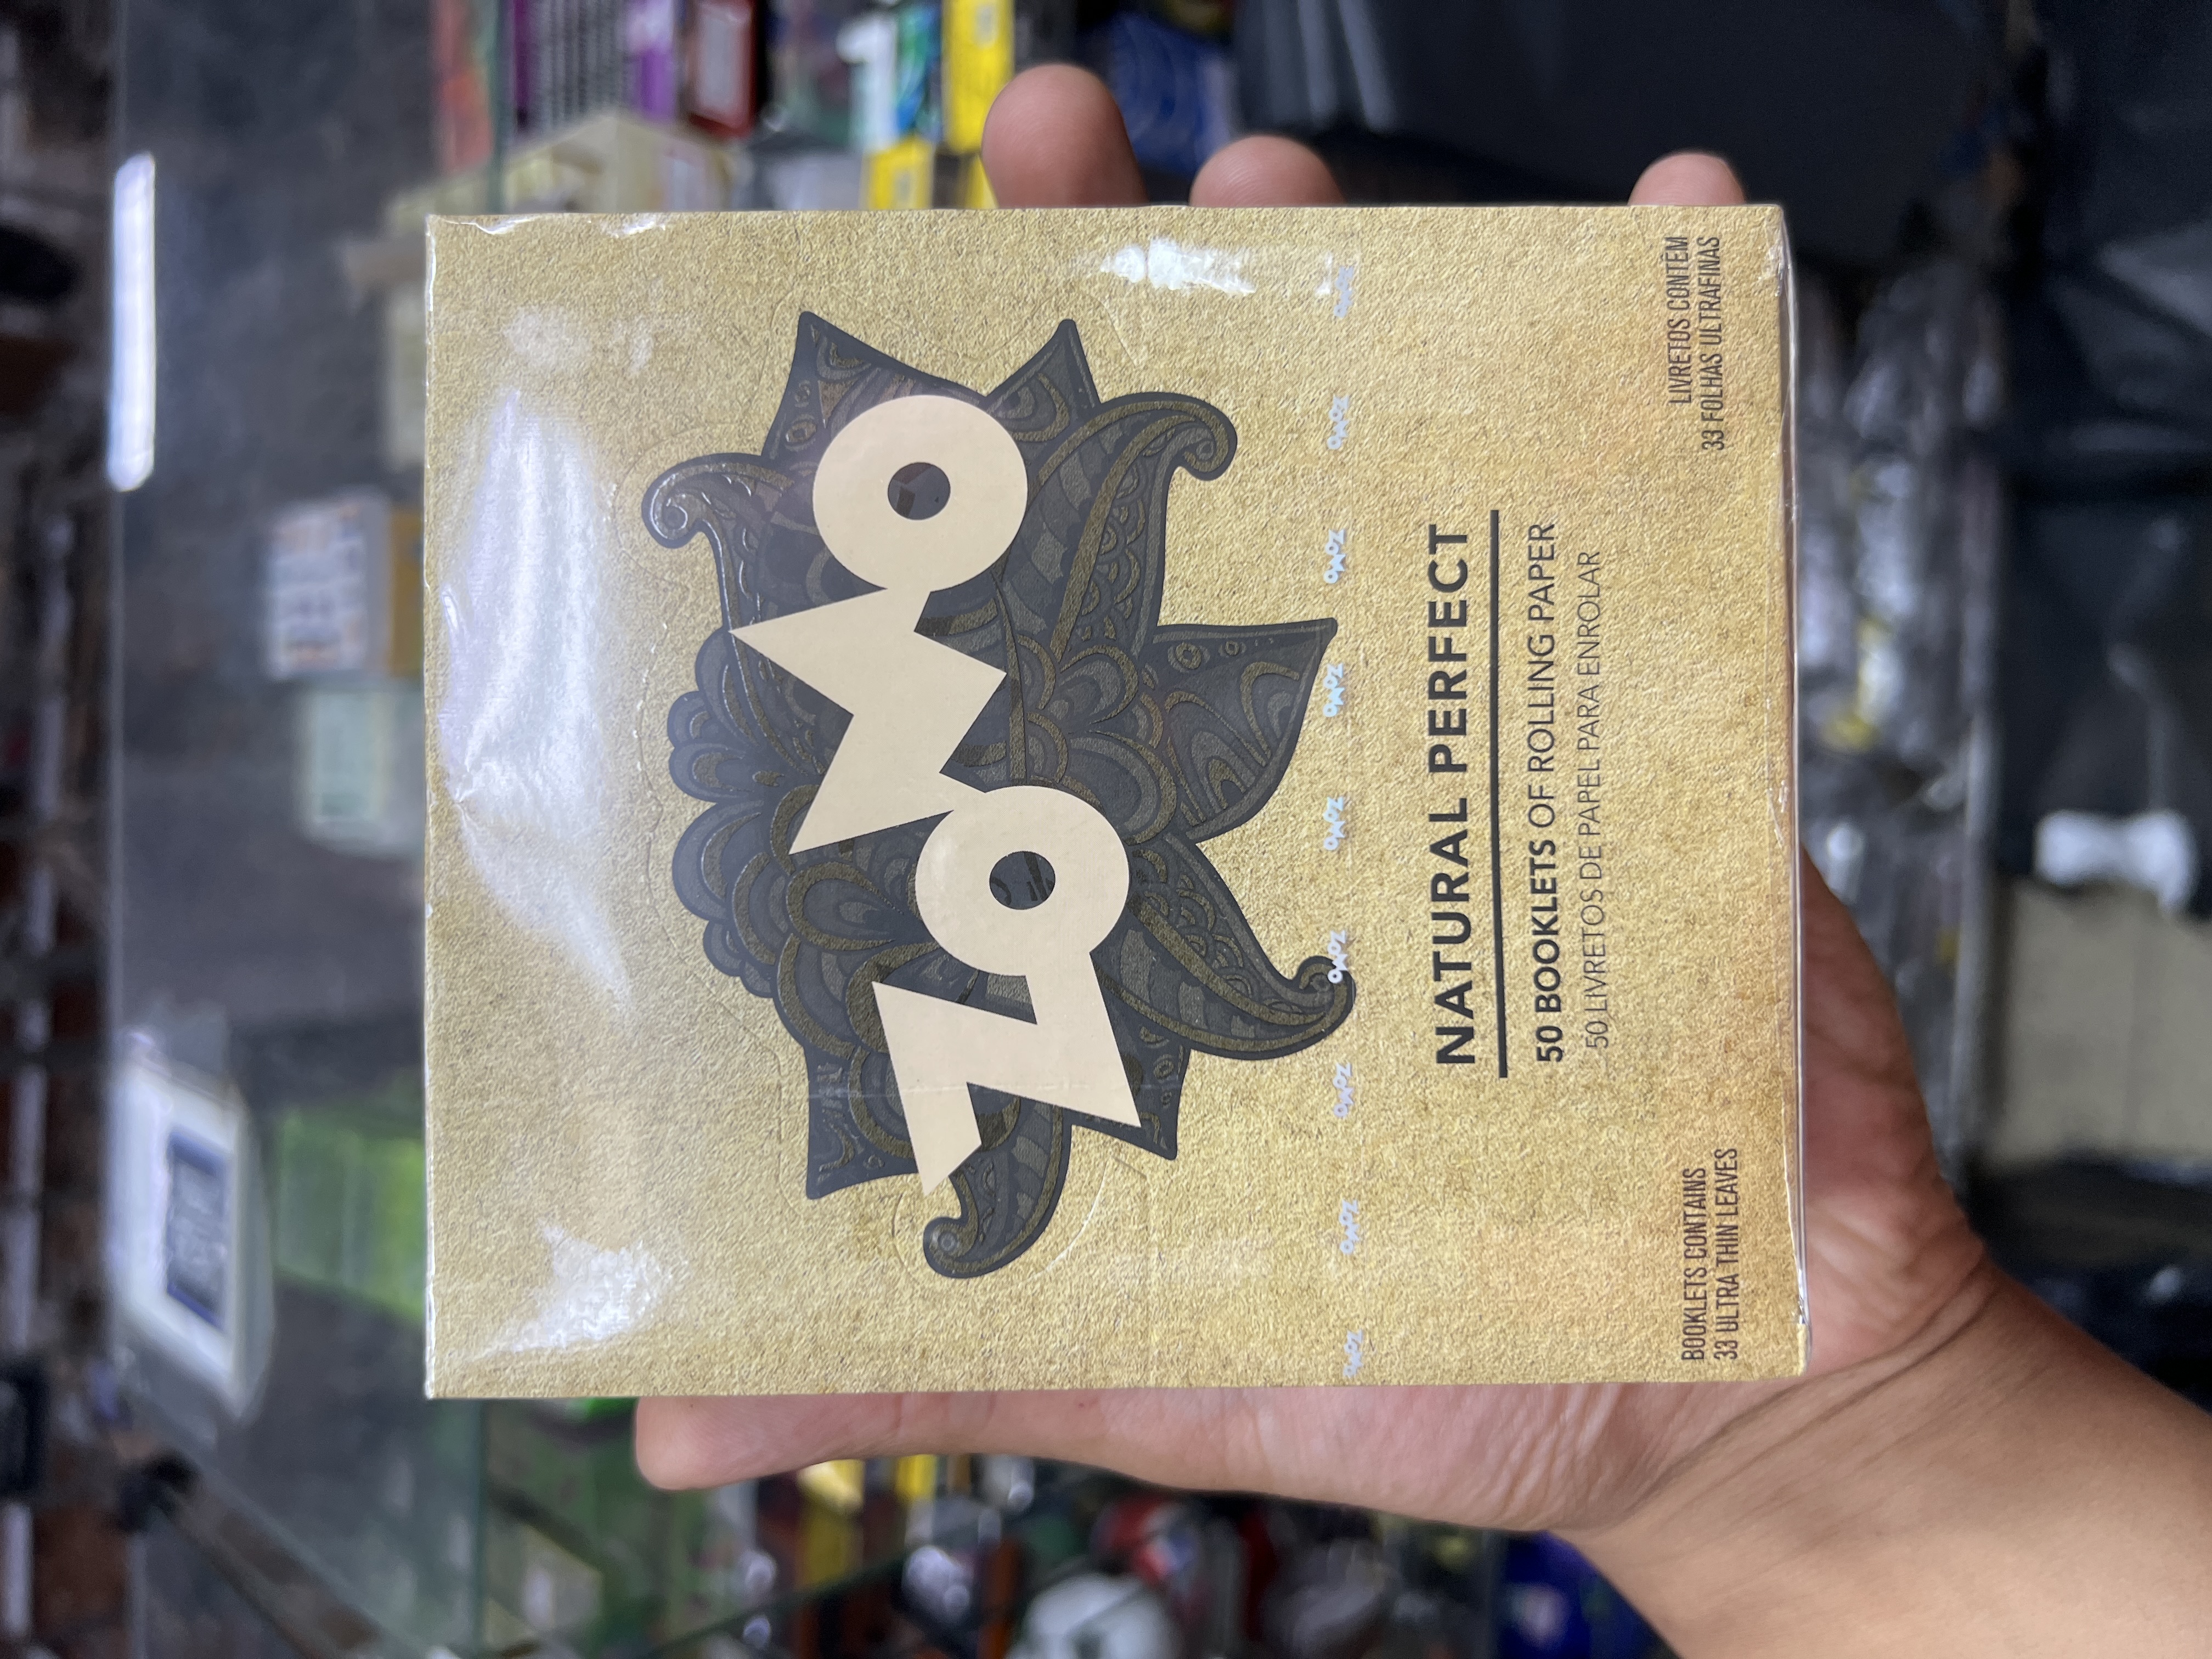 ZOMO
NATURAL PERFECT
50 BOOKLETS OF ROLLING PAPER
50 LIVRETOS DE PAPEL PARA ENROLAR
BOOKLETS CONTAINS
33 ULTRA THIN LEAVES
LIVRETOS CONTÊM
33 FOLHAS ULTRAFINAS